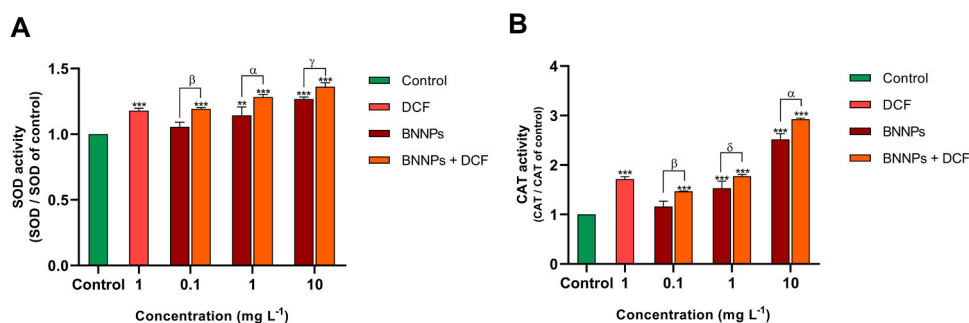 A
SOD activity
(SOD / SOD of control)
1.5
1.0
0.5
0.0
***
β
***
α
**
***
γ
***
***
Control 1 0.1 1 10
Concentration (mg L-1)
Control
DCF
BNNPs
BNNPs + DCF
B
CAT activity
(CAT / CAT of control)
4
3
2
1
0
***
β
***
δ
***
***
α
***
***
Control 1 0.1 1 10
Concentration (mg L-1)
Control
DCF
BNNPs
BNNPs + DCF